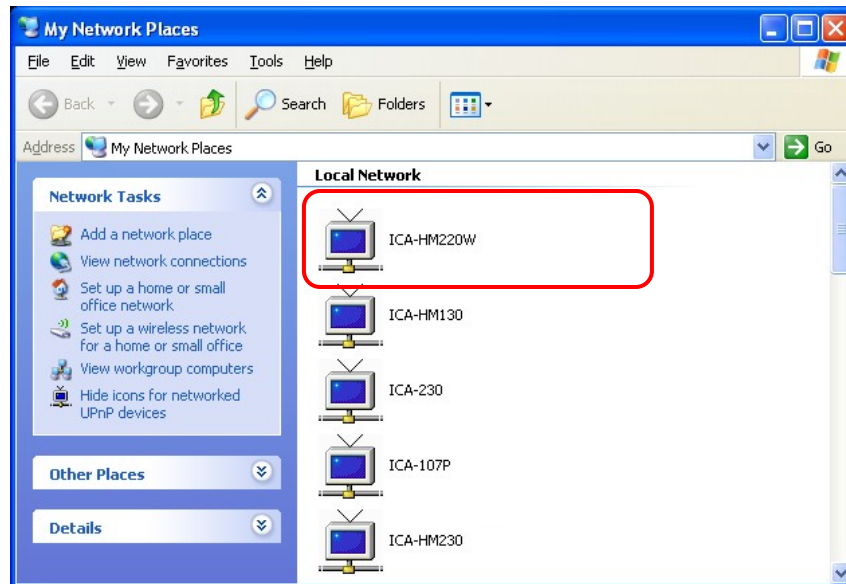 My Network Places
File Edit View Favorites Tools Help
Back Search Folders
Address My Network Places Go
Network Tasks
Add a network place
View network connections
Set up a home or small
office network
Set up a wireless network
for a home or small office
View workgroup computers
Hide icons for networked
UPnP devices
Other Places
Details
Local Network
ICA-HM220W
ICA-HM130
ICA-230
ICA-107P
ICA-HM230